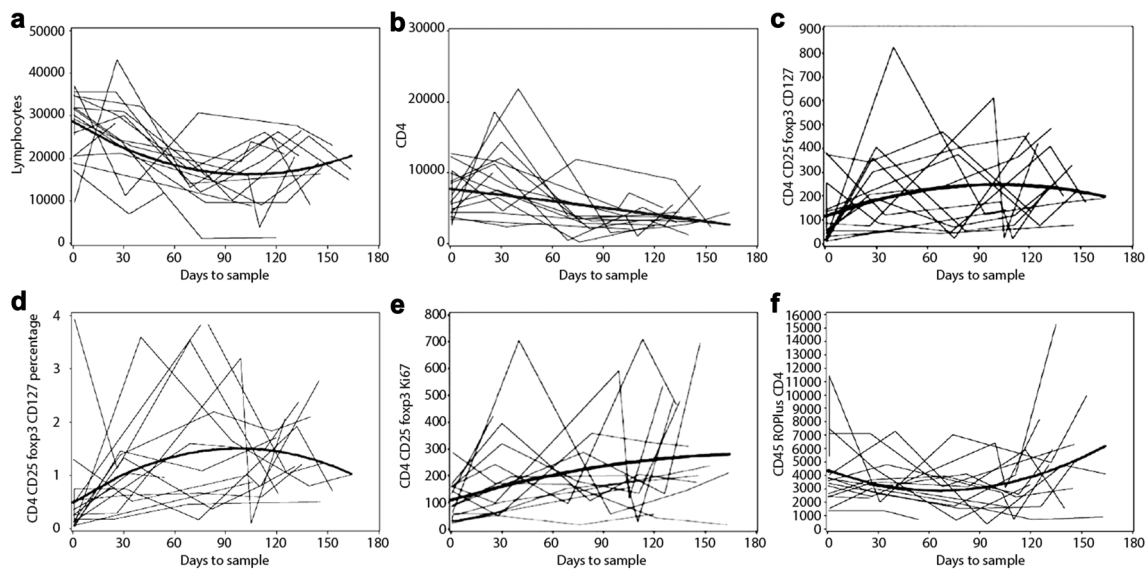 a
50000
40000
30000
20000
10000
0
Lymphocytes
0 30 60 90 120 150 180
Days to sample
b
30000
20000
10000
0
CD4
0 30 60 90 120 150 180
Days to sample
c
900
800
700
600
500
400
300
200
100
0
CD4 CD25 foxp3 CD127
0 30 60 90 120 150 180
Days to sample
d
4
3
2
1
0
CD4 CD25 foxp3 CD127 percentage
0 30 60 90 120 150 180
Days to sample
e
800
700
600
500
400
300
200
100
0
CD4 CD25 foxp3 Ki67
0 30 60 90 120 150 180
Days to sample
f
16000
15000
14000
13000
12000
11000
10000
9000
8000
7000
6000
5000
4000
3000
2000
1000
0
CD45 ROPlus CD4
0 30 60 90 120 150 180
Days to sample